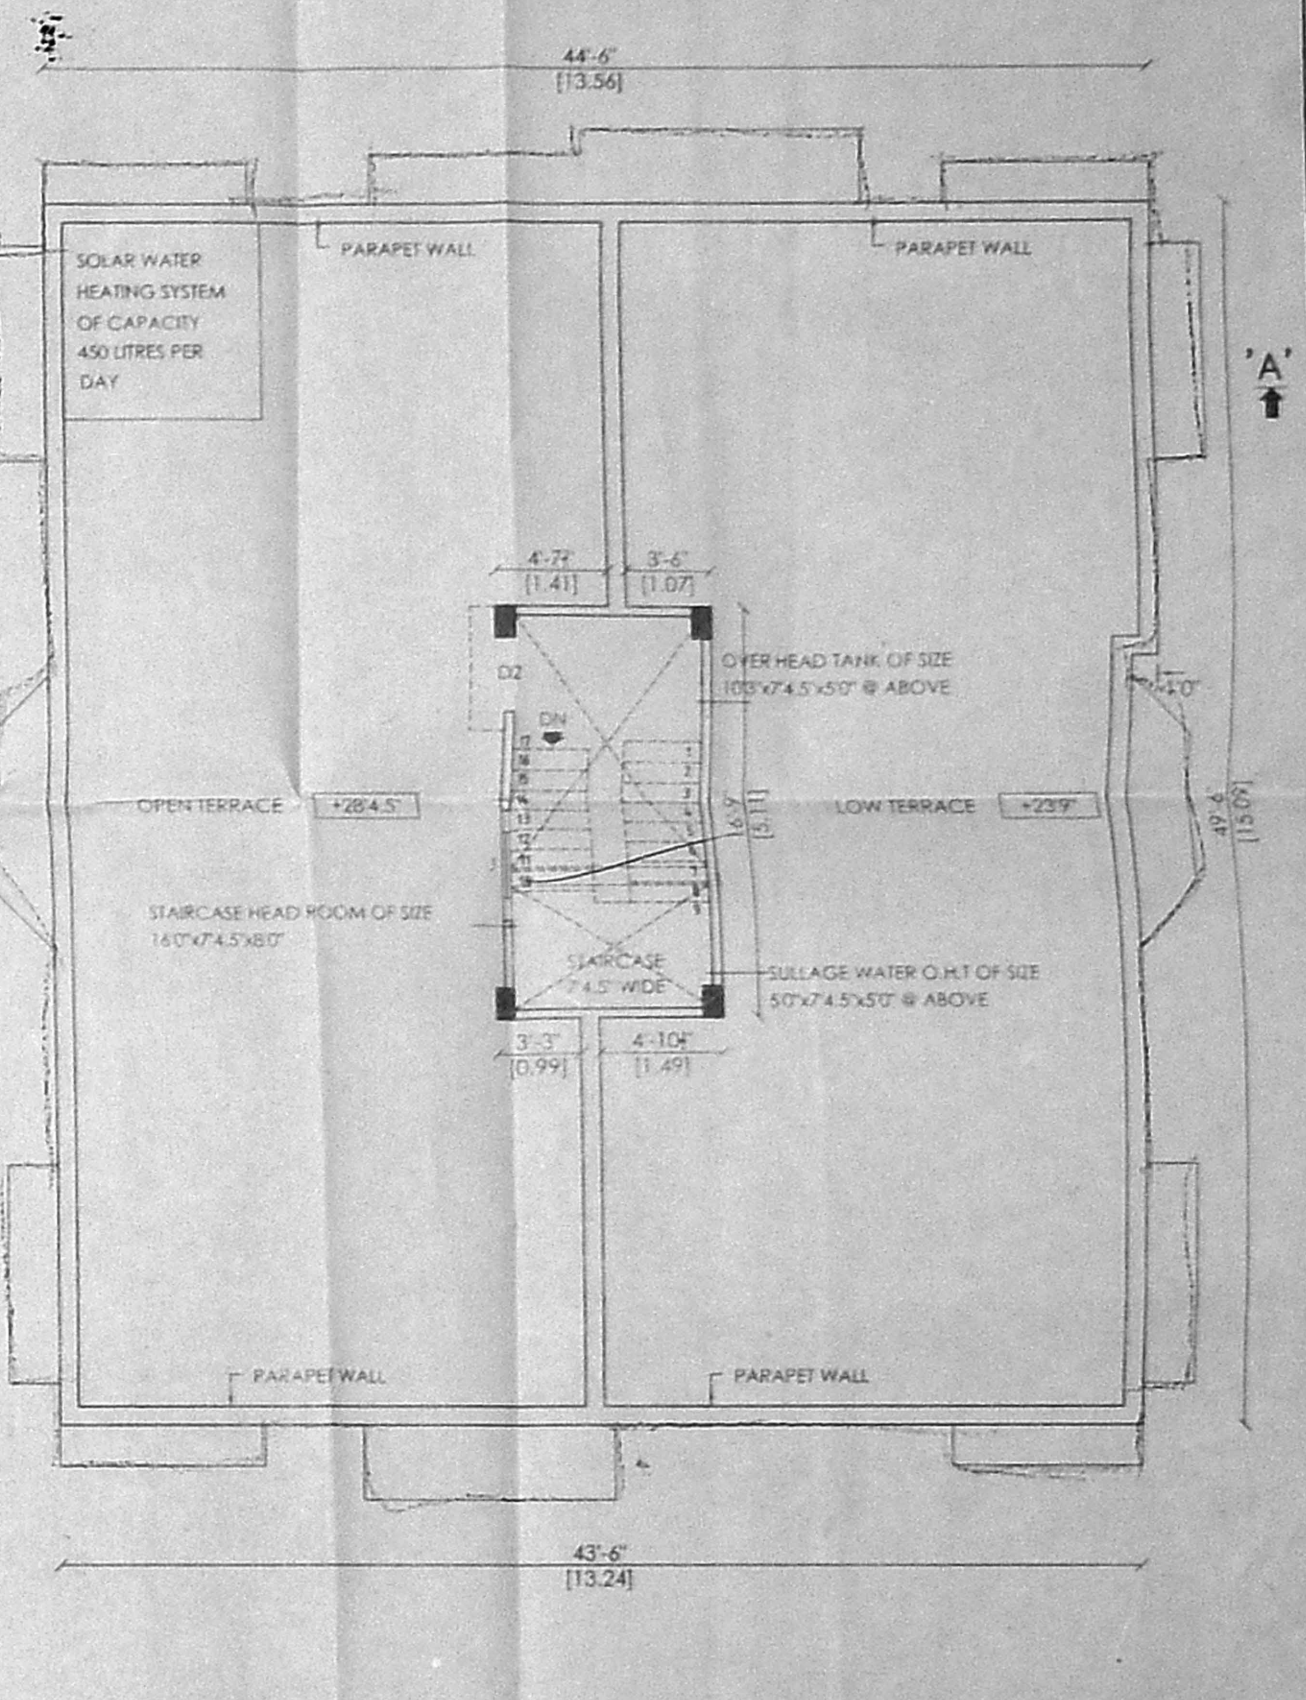 44'-6"
[13.56]
PARAPET WALL
PARAPET WALL
SOLAR WATER
HEATING SYSTEM
OF CAPACITY
450 LITRES PER
DAY
'A'
[1.41]
3'-6"
[1.07]
D2
OVER HEAD TANK OF SIZE
10'3"x7'4.5"x5'0" @ ABOVE
1'0"
DN
OPEN TERRACE
+28'4.5"
[5.11]
LOW TERRACE
+23'9"
49'-6
[15.09]
STAIRCASE HEAD ROOM OF SIZE
16'0"x7'4.5"x8'0"
STAIRCASE
7'4.5" WIDE
SULLAGE WATER O.H.T OF SIZE
5'0"x7'4.5"x5'0" @ ABOVE
3'-3"
[0.99]
[1.49]
PARAPET WALL
PARAPET WALL
43'-6"
[13.24]